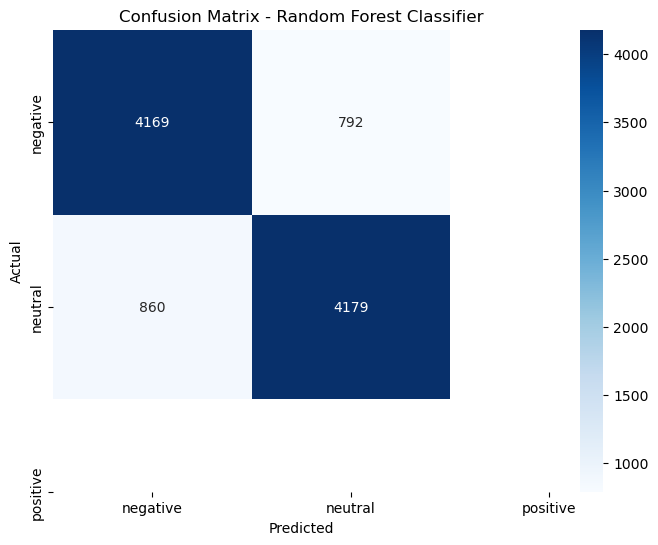 Confusion Matrix - Random Forest Classifier
negative
4169
792
neutral
860
4179
positive
Actual
negative
neutral
positive
Predicted
4000
3500
3000
2500
2000
1500
1000